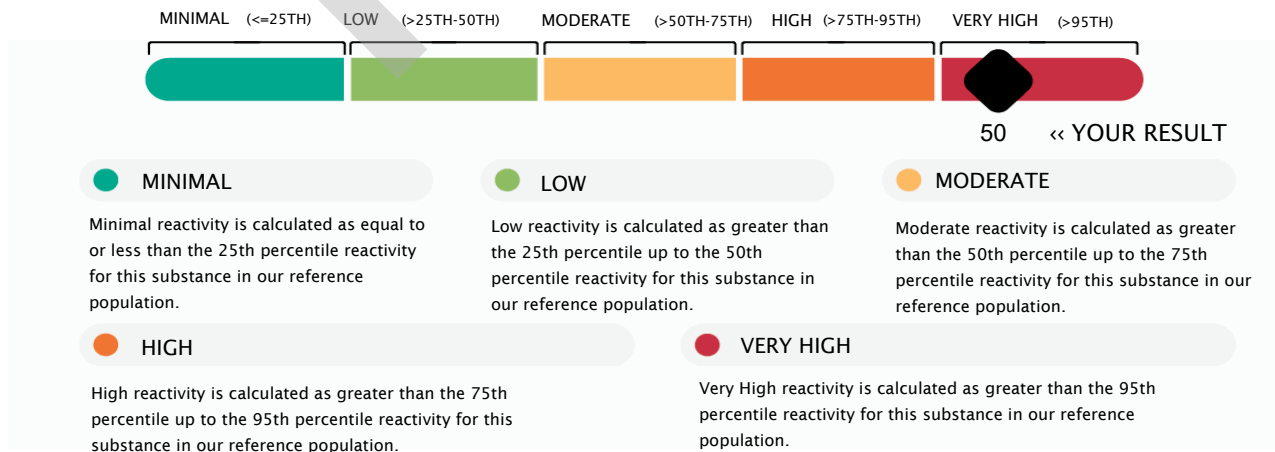 MINIMAL (<=25TH) LOW (>25TH-50TH) MODERATE (>50TH-75TH) HIGH (>75TH-95TH) VERY HIGH (>95TH)
50 ‹‹ YOUR RESULT
MINIMAL
Minimal reactivity is calculated as equal to
or less than the 25th percentile reactivity
for this substance in our reference
population.
LOW
Low reactivity is calculated as greater than
the 25th percentile up to the 50th
percentile reactivity for this substance in
our reference population.
MODERATE
Moderate reactivity is calculated as greater
than the 50th percentile up to the 75th
percentile reactivity for this substance in our
reference population.
HIGH
High reactivity is calculated as greater than the 75th
percentile up to the 95th percentile reactivity for this
substance in our reference population.
VERY HIGH
Very High reactivity is calculated as greater than the 95th
percentile reactivity for this substance in our reference
population.